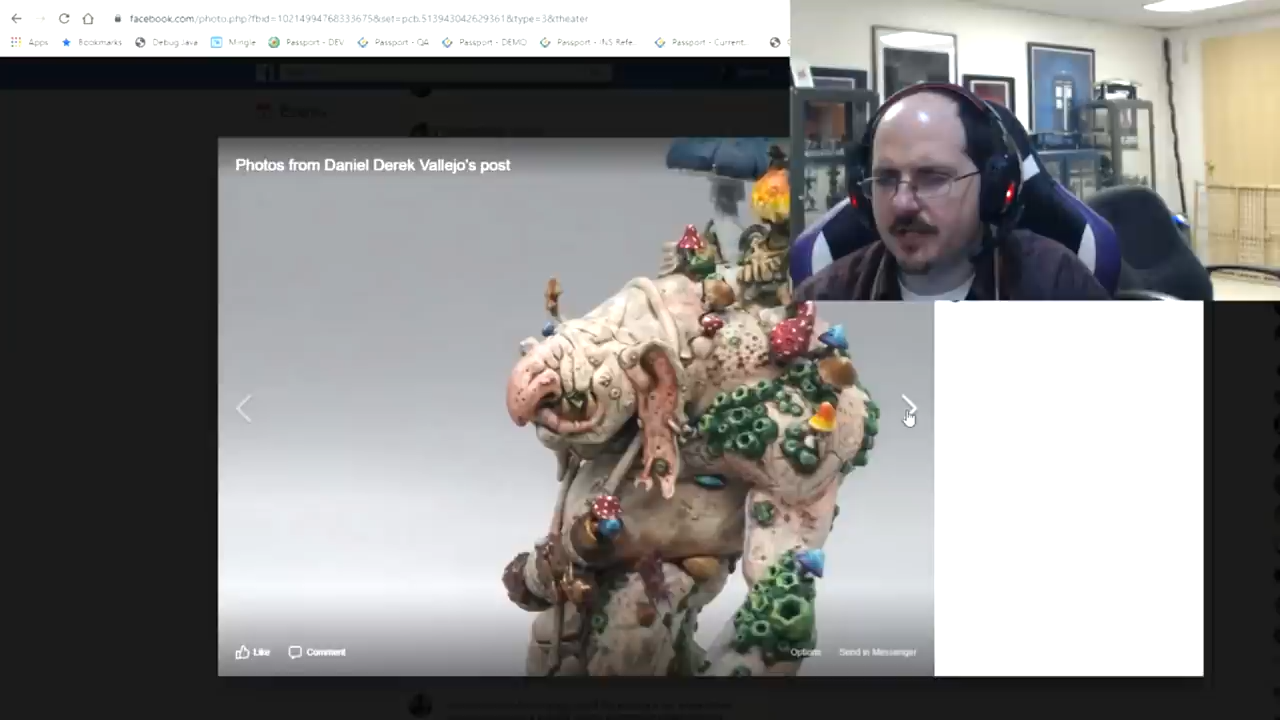 facebook.com/photo.php?fbid=10214994768333675&set=pcb.513943042629361&type=3&theater
Apps Bookmarks Debug Java Mingle Passport - DEV Passport - QA Passport - DEMO Passport - INS Refe... Passport - Current...
Photos from Daniel Derek Vallejo's post
Like Comment Options Send in Messenger